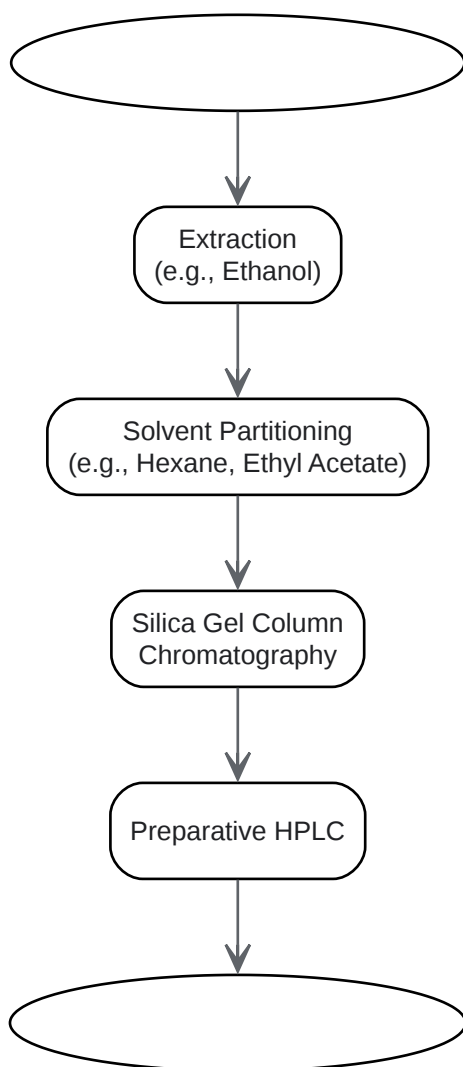 Extraction
(e.g., Ethanol)
Solvent Partitioning
(e.g., Hexane, Ethyl Acetate)
Silica Gel Column
Chromatography
Preparative HPLC